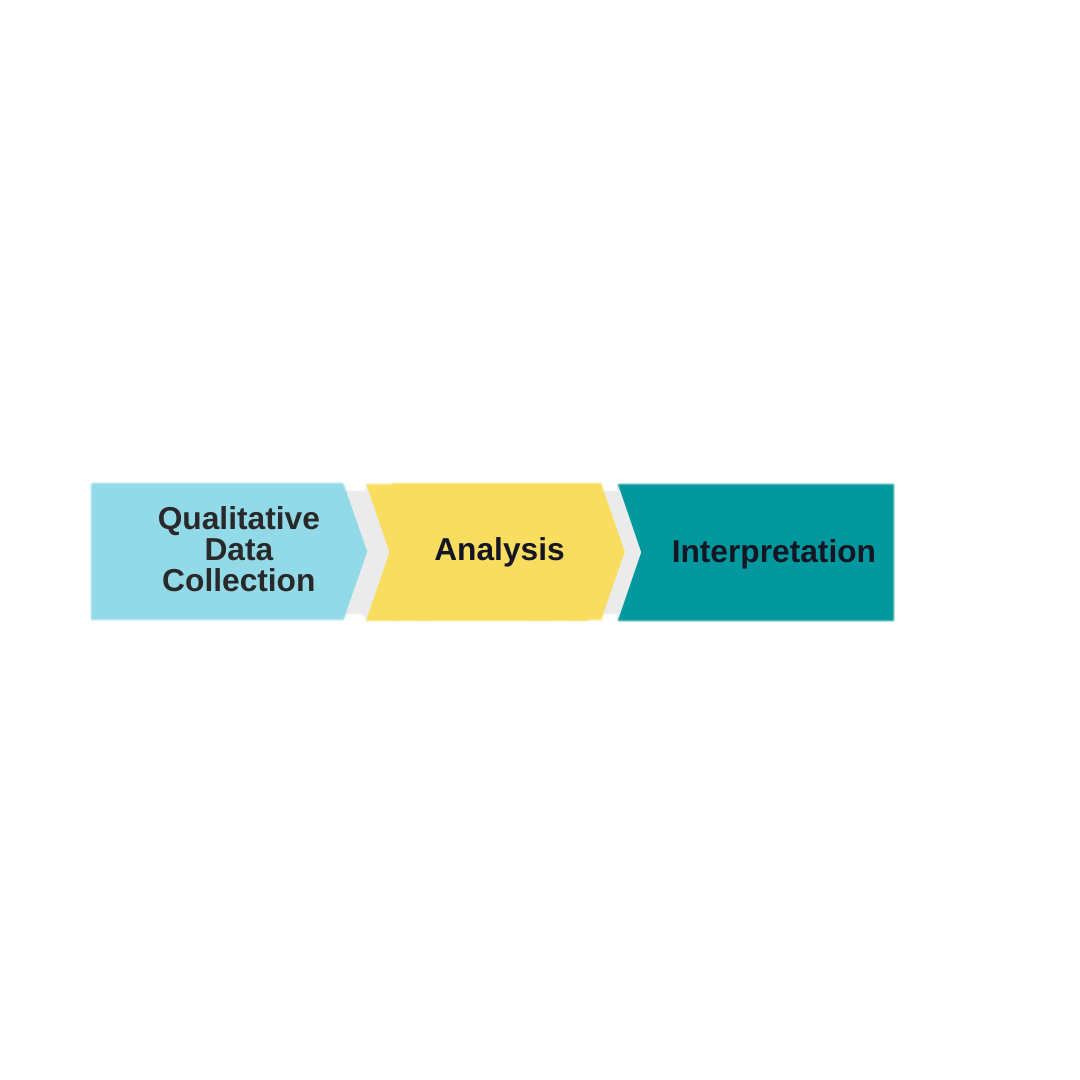 Qualitative
Data
Collection
Analysis
Interpretation